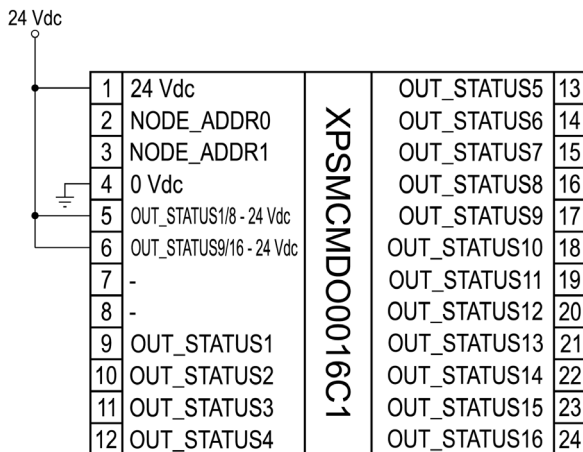 24 Vdc
1 24 Vdc
2 NODE_ADDR0
3 NODE_ADDR1
4 0 Vdc
5 OUT_STATUS1/8 - 24 Vdc
6 OUT_STATUS9/16 - 24 Vdc
7 -
8 -
9 OUT_STATUS1
10 OUT_STATUS2
11 OUT_STATUS3
12 OUT_STATUS4
XPSMCMDO0016C1
OUT_STATUS5 13
OUT_STATUS6 14
OUT_STATUS7 15
OUT_STATUS8 16
OUT_STATUS9 17
OUT_STATUS10 18
OUT_STATUS11 19
OUT_STATUS12 20
OUT_STATUS13 21
OUT_STATUS14 22
OUT_STATUS15 23
OUT_STATUS16 24